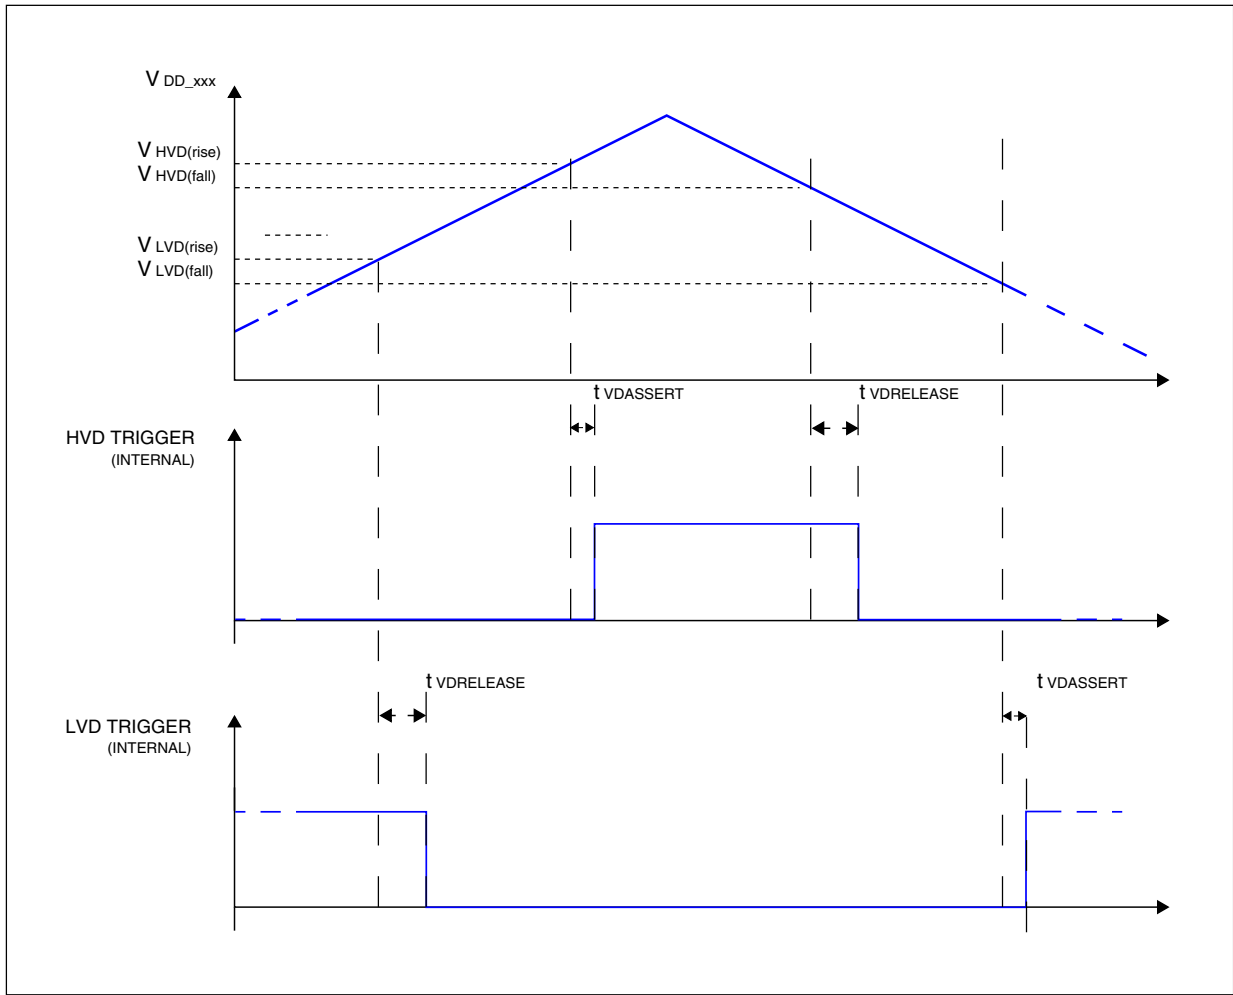 V DD_xxx
V HVD(rise)
V HVD(fall)
V LVD(rise)
V LVD(fall)
t VDASSERT
t VDRELEASE
HVD TRIGGER
(INTERNAL)
t VDRELEASE
t VDASSERT
LVD TRIGGER
(INTERNAL)